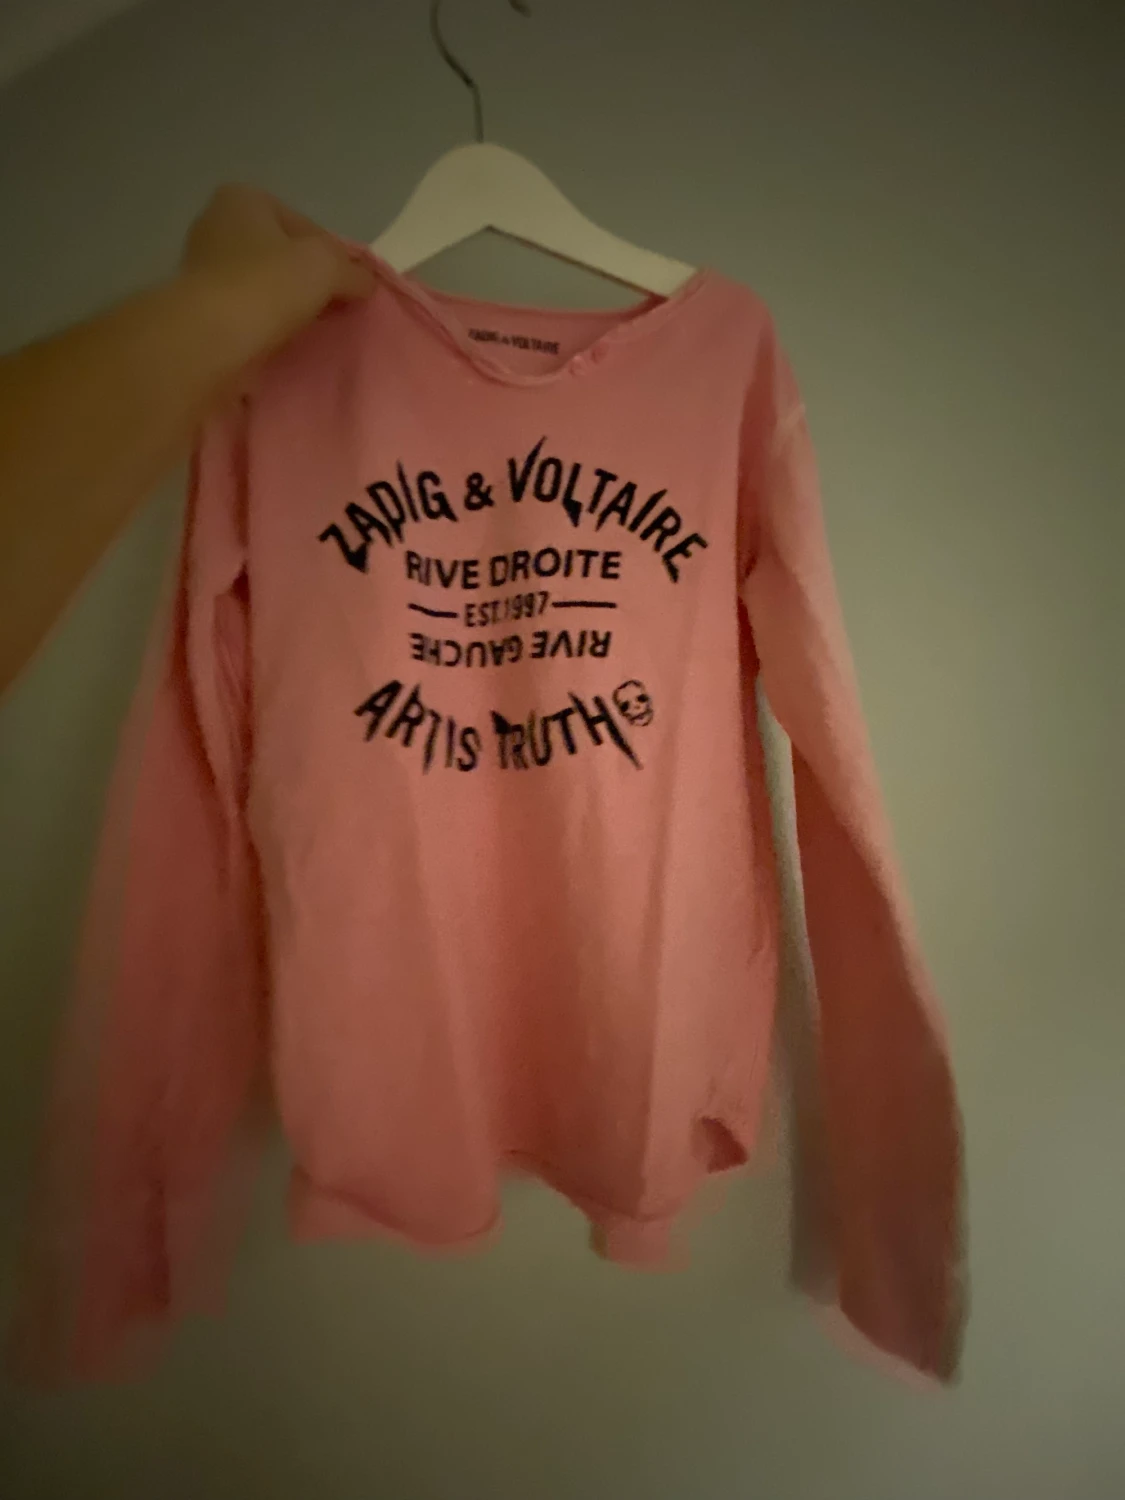 ZADIG & VOLTAIRE
ZADIG & VOLTAIRE
RIVE DROITE
EST.1997
RIVE GAUCHE
ART IS TRUTH